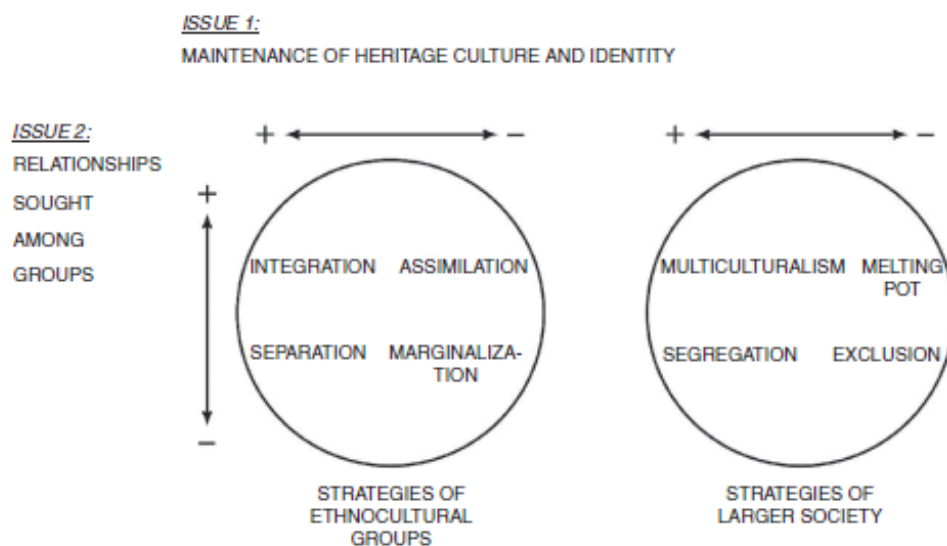 ISSUE 1:
MAINTENANCE OF HERITAGE CULTURE AND IDENTITY
ISSUE 2:
RELATIONSHIPS
SOUGHT
AMONG
GROUPS
+ −
+ −
+
−
INTEGRATION ASSIMILATION
SEPARATION MARGINALIZA-
TION
MULTICULTURALISM MELTING
POT
SEGREGATION EXCLUSION
STRATEGIES OF
ETHNOCULTURAL
GROUPS
STRATEGIES OF
LARGER SOCIETY